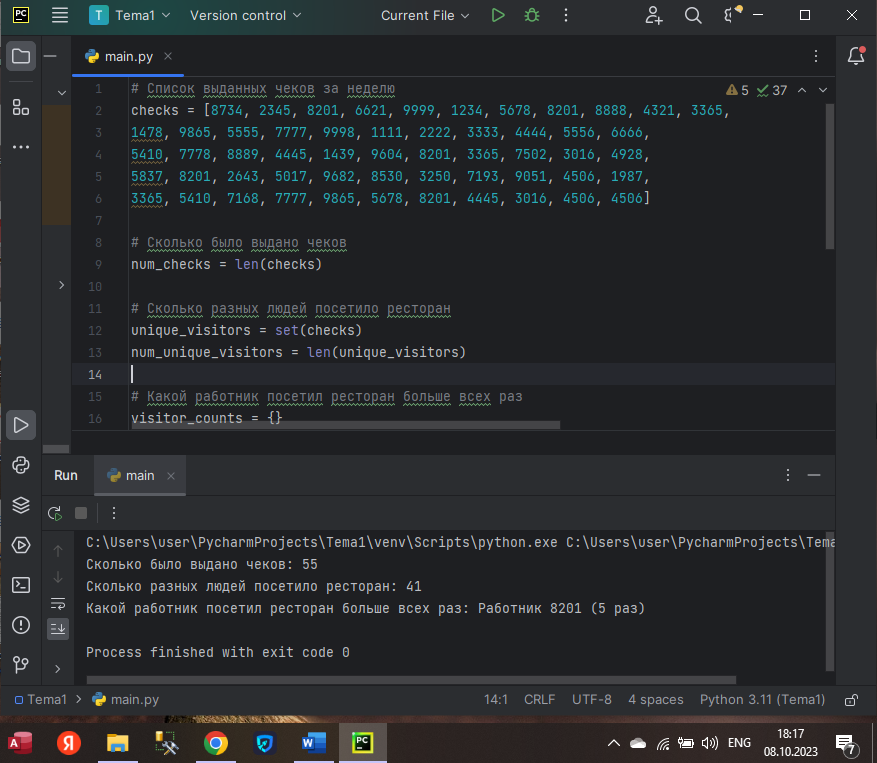 PC
T Tema1 Version control Current File
main.py
5 37
1 # Список выданных чеков за неделю
2 checks = [8734, 2345, 8201, 6621, 9999, 1234, 5678, 8201, 8888, 4321, 3365,
3 1478, 9865, 5555, 7777, 9998, 1111, 2222, 3333, 4444, 5556, 6666,
4 5410, 7778, 8889, 4445, 1439, 9604, 8201, 3365, 7502, 3016, 4928,
5 5837, 8201, 2643, 5017, 9682, 8530, 3250, 7193, 9051, 4506, 1987,
6 3365, 5410, 7168, 7777, 9865, 5678, 8201, 4445, 3016, 4506, 4506]
7
8 # Сколько было выдано чеков
9 num_checks = len(checks)
10
11 # Сколько разных людей посетило ресторан
12 unique_visitors = set(checks)
13 num_unique_visitors = len(unique_visitors)
14
15 # Какой работник посетил ресторан больше всех раз
16 visitor_counts = {}
Run main
C:\Users\user\PycharmProjects\Tema1\venv\Scripts\python.exe C:\Users\user\PycharmProjects\Tema
Сколько было выдано чеков: 55
Сколько разных людей посетило ресторан: 41
Какой работник посетил ресторан больше всех раз: Работник 8201 (5 раз)
Process finished with exit code 0
Tema1 > main.py 14:1 CRLF UTF-8 4 spaces Python 3.11 (Tema1)
A Я W PC ENG 18:17
08.10.2023 7